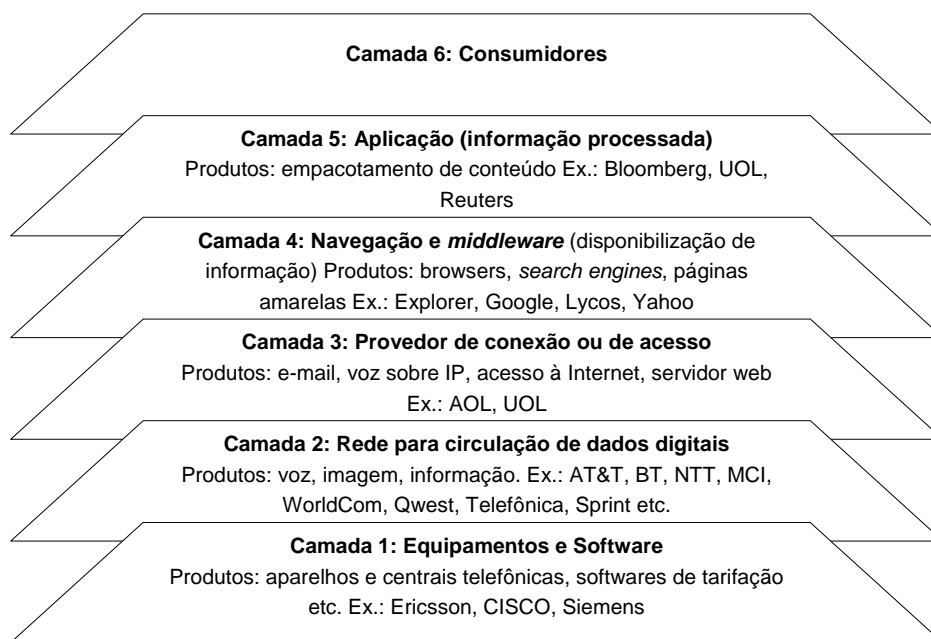 Camada 6: Consumidores
Camada 5: Aplicação (informação processada)
Produtos: empacotamento de conteúdo Ex.: Bloomberg, UOL,
Reuters
Camada 4: Navegação e middleware (disponibilização de
informação) Produtos: browsers, search engines, páginas
amarelas Ex.: Explorer, Google, Lycos, Yahoo
Camada 3: Provedor de conexão ou de acesso
Produtos: e-mail, voz sobre IP, acesso à Internet, servidor web
Ex.: AOL, UOL
Camada 2: Rede para circulação de dados digitais
Produtos: voz, imagem, informação. Ex.: AT&T, BT, NTT, MCI,
WorldCom, Qwest, Telefônica, Sprint etc.
Camada 1: Equipamentos e Software
Produtos: aparelhos e centrais telefônicas, softwares de tarifação
etc. Ex.: Ericsson, CISCO, Siemens